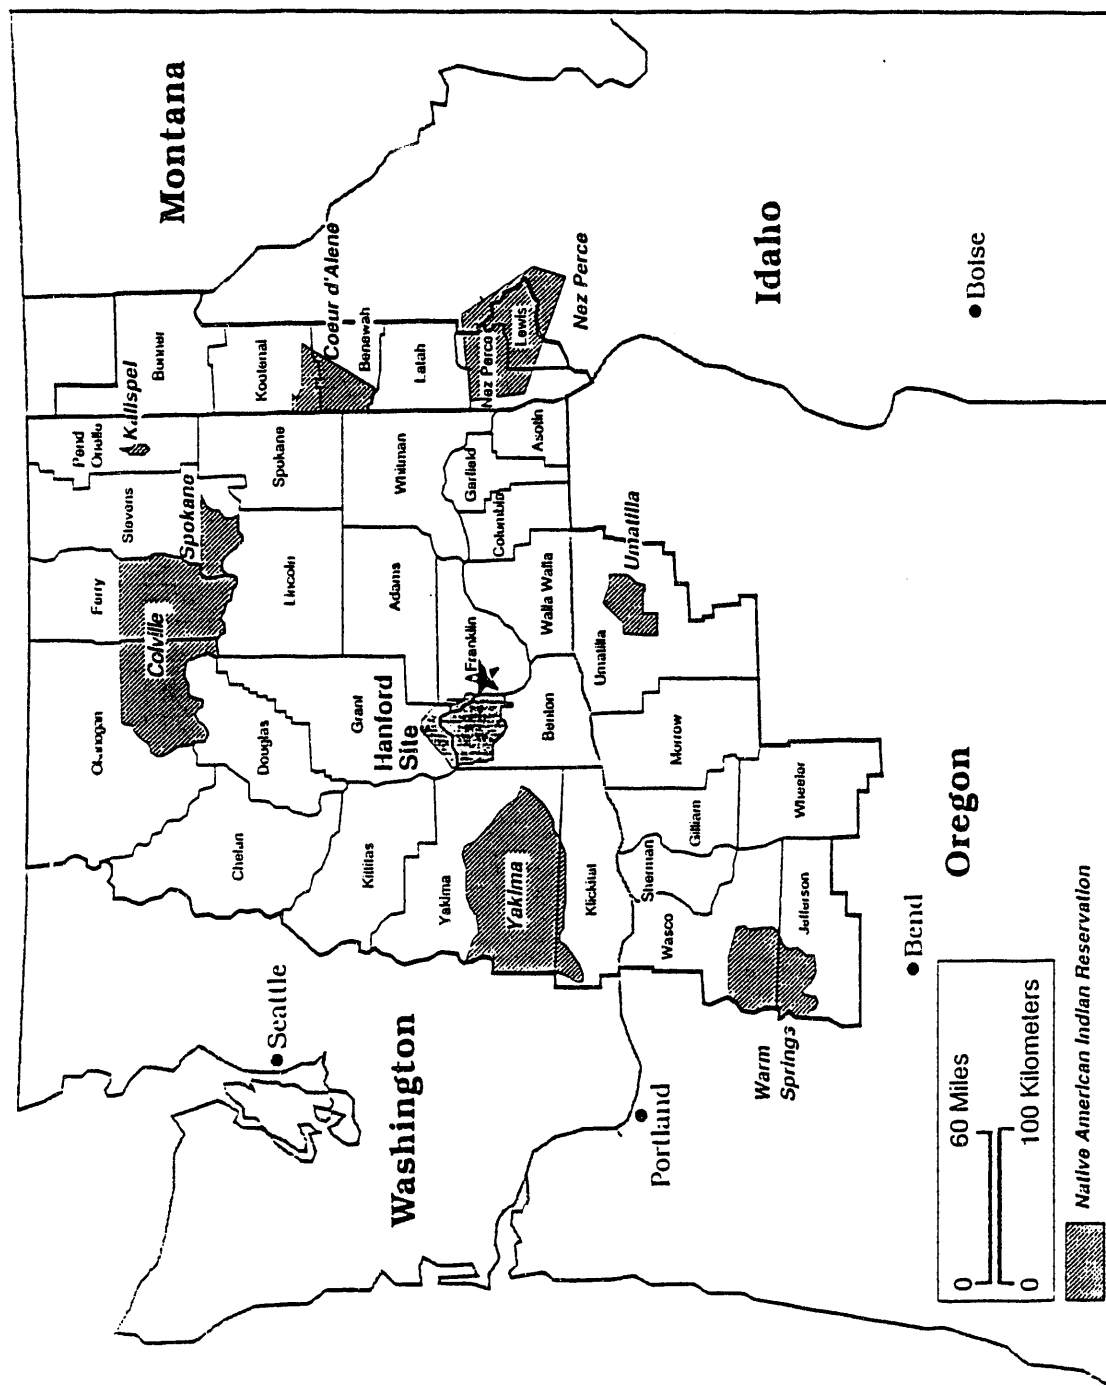 Montana
Idaho
Washington
Oregon
Seattle
Portland
Bend
Boise
Okanogan
Ferry
Stevens
Pend
Oreille
Kalispel
Bonner
Colville
Spokane
Chelan
Douglas
Lincoln
Spokane
Kootenai
Coeur d'Alene
Benewah
Kittitas
Grant
Adams
Whitman
Latah
Hanford
Site
Franklin
Yakima
Yakima
Benton
Walla Walla
Columbia
Garfield
Asotin
Nez Perce
Lewis
Nez Perce
Klickitat
Umatilla
Umatilla
Morrow
Gilliam
Sherman
Wasco
Wheeler
Jefferson
Warm
Springs
0 60 Miles
0 100 Kilometers
Native American Indian Reservation